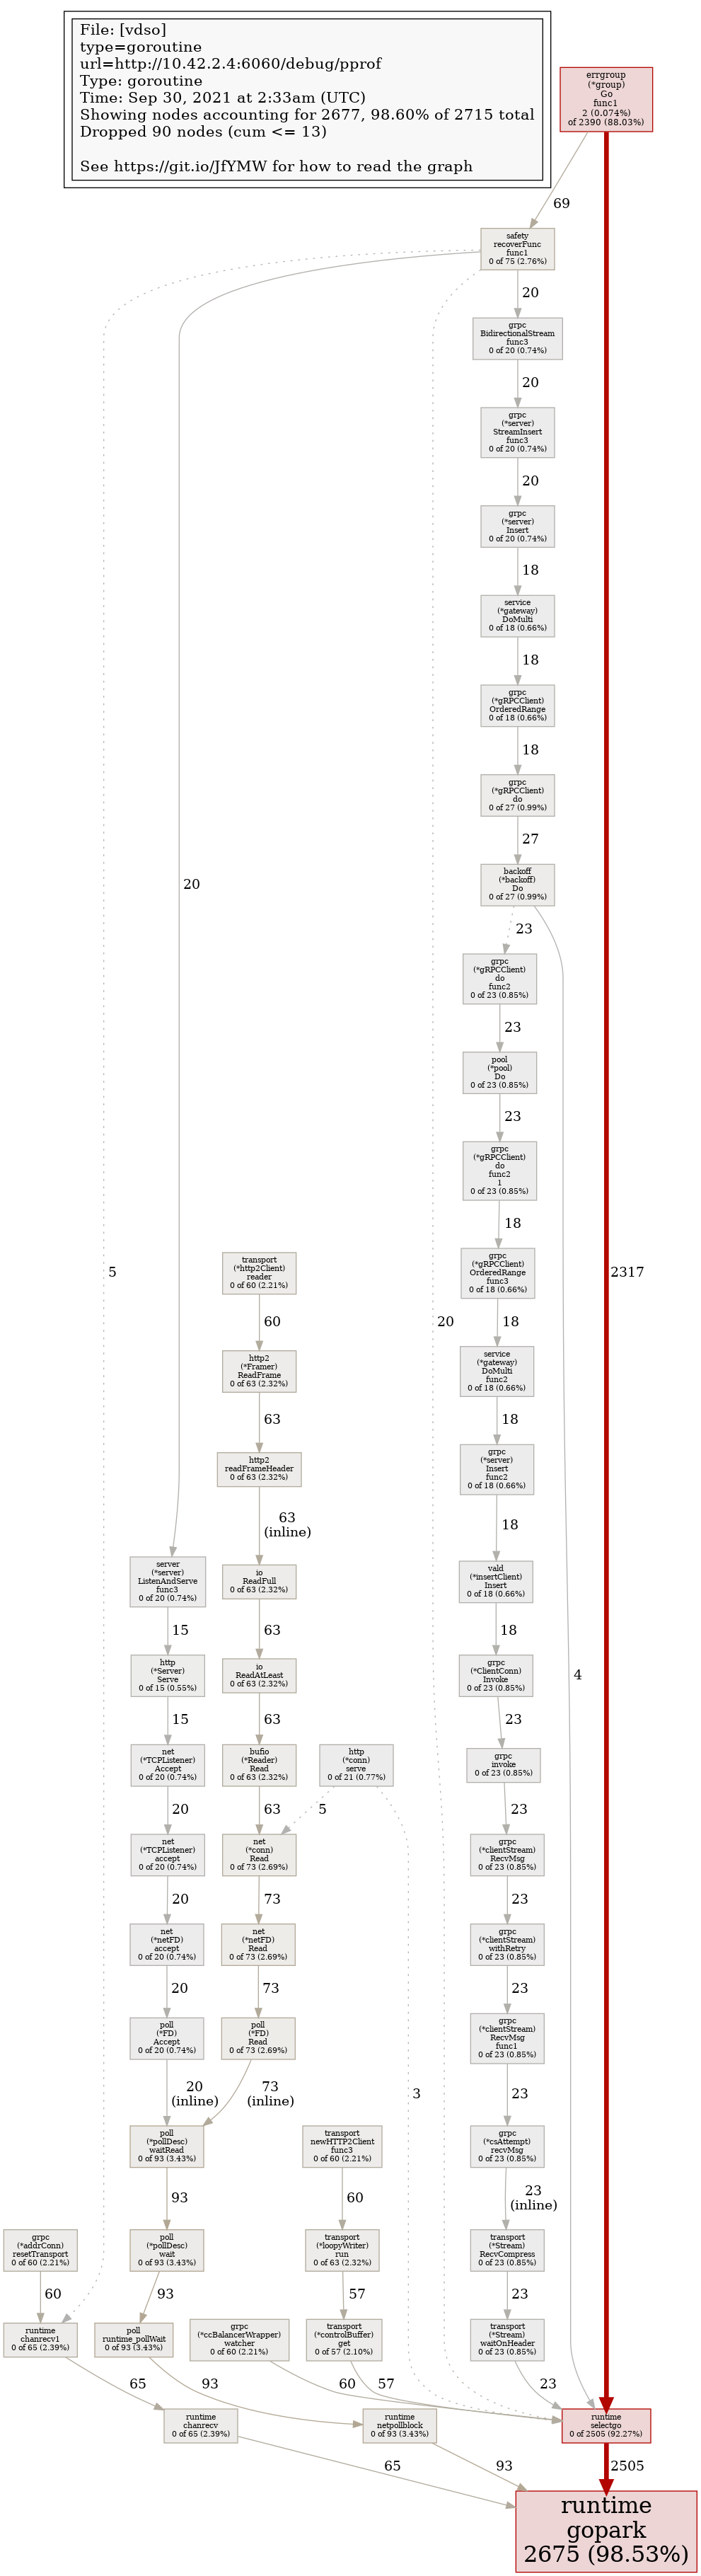 File: [vdso]
type=goroutine
url=http://10.42.2.4:6060/debug/pprof
Type: goroutine
Time: Sep 30, 2021 at 2:33am (UTC)
Showing nodes accounting for 2677, 98.60% of 2715 total
Dropped 90 nodes (cum <= 13)
See https://git.io/JfYMW for how to read the graph
errgroup
(*group)
Go
func1
2 (0.074%)
of 2390 (88.03%)
69
safety
recoverFunc
func1
0 of 75 (2.76%)
20
grpc
BidirectionalStream
func3
0 of 20 (0.74%)
20
grpc
(*server)
StreamInsert
func3
0 of 20 (0.74%)
20
grpc
(*server)
Insert
0 of 20 (0.74%)
18
service
(*gateway)
DoMulti
0 of 18 (0.66%)
18
grpc
(*gRPCClient)
OrderedRange
0 of 18 (0.66%)
18
grpc
(*gRPCClient)
do
0 of 27 (0.99%)
27
backoff
(*backoff)
Do
0 of 27 (0.99%)
20
23
grpc
(*gRPCClient)
do
func2
0 of 23 (0.85%)
23
pool
(*pool)
Do
0 of 23 (0.85%)
23
grpc
(*gRPCClient)
do
func2
1
0 of 23 (0.85%)
18
grpc
(*gRPCClient)
OrderedRange
func3
0 of 18 (0.66%)
5
2317
transport
(*http2Client)
reader
0 of 60 (2.21%)
60
20
18
http2
(*Framer)
ReadFrame
0 of 63 (2.32%)
63
service
(*gateway)
DoMulti
func2
0 of 18 (0.66%)
18
http2
readFrameHeader
0 of 63 (2.32%)
63
(inline)
grpc
(*server)
Insert
func2
0 of 18 (0.66%)
18
server
(*server)
ListenAndServe
func3
0 of 20 (0.74%)
15
io
ReadFull
0 of 63 (2.32%)
63
vald
(*insertClient)
Insert
0 of 18 (0.66%)
18
http
(*Server)
Serve
0 of 15 (0.55%)
15
io
ReadAtLeast
0 of 63 (2.32%)
63
grpc
(*ClientConn)
Invoke
0 of 23 (0.85%)
23
4
net
(*TCPListener)
Accept
0 of 20 (0.74%)
20
bufio
(*Reader)
Read
0 of 63 (2.32%)
63
http
(*conn)
serve
0 of 21 (0.77%)
5
grpc
invoke
0 of 23 (0.85%)
23
net
(*TCPListener)
accept
0 of 20 (0.74%)
20
net
(*conn)
Read
0 of 73 (2.69%)
73
grpc
(*clientStream)
RecvMsg
0 of 23 (0.85%)
23
net
(*netFD)
accept
0 of 20 (0.74%)
20
net
(*netFD)
Read
0 of 73 (2.69%)
73
grpc
(*clientStream)
withRetry
0 of 23 (0.85%)
23
poll
(*FD)
Accept
0 of 20 (0.74%)
20
(inline)
poll
(*FD)
Read
0 of 73 (2.69%)
73
(inline)
grpc
(*clientStream)
RecvMsg
func1
0 of 23 (0.85%)
23
3
poll
(*pollDesc)
waitRead
0 of 93 (3.43%)
93
transport
newHTTP2Client
func3
0 of 60 (2.21%)
60
grpc
(*csAttempt)
recvMsg
0 of 23 (0.85%)
23
(inline)
grpc
(*addrConn)
resetTransport
0 of 60 (2.21%)
60
poll
(*pollDesc)
wait
0 of 93 (3.43%)
93
transport
(*loopyWriter)
run
0 of 63 (2.32%)
57
transport
(*Stream)
RecvCompress
0 of 23 (0.85%)
23
runtime
chanrecv1
0 of 65 (2.39%)
65
poll
runtime_pollWait
0 of 93 (3.43%)
93
grpc
(*ccBalancerWrapper)
watcher
0 of 60 (2.21%)
60
transport
(*controlBuffer)
get
0 of 57 (2.10%)
57
transport
(*Stream)
waitOnHeader
0 of 23 (0.85%)
23
runtime
chanrecv
0 of 65 (2.39%)
65
runtime
netpollblock
0 of 93 (3.43%)
93
runtime
selectgo
0 of 2505 (92.27%)
2505
runtime
gopark
2675 (98.53%)